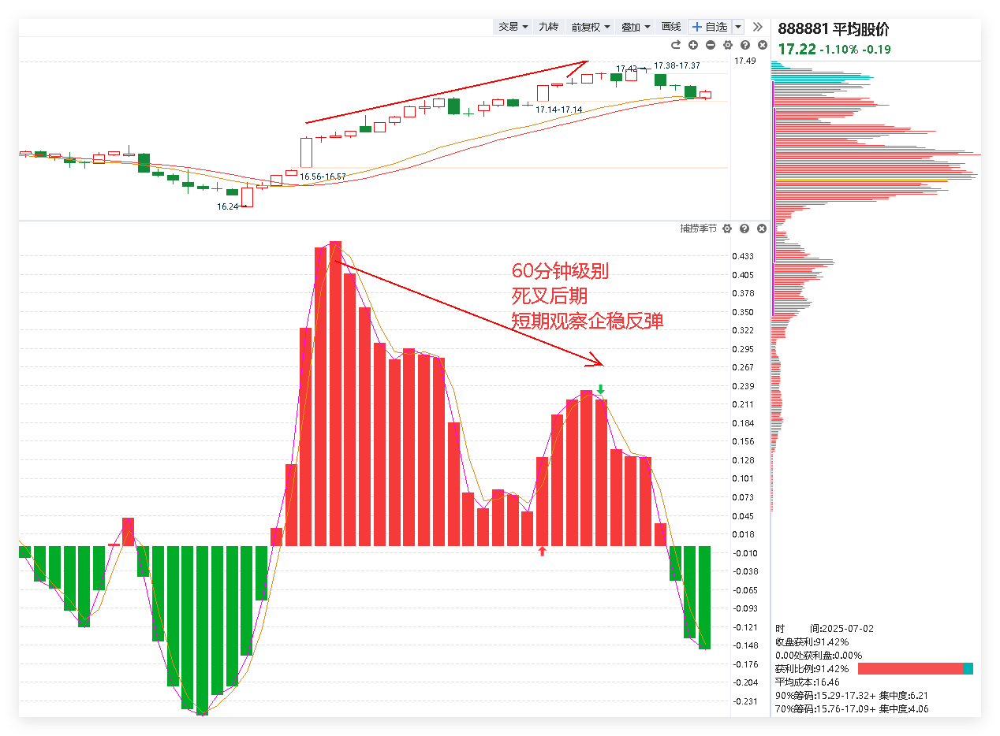 交易 九转 前复权 叠加 画线 +自选
888881 平均股价
17.22 -1.10% -0.19
17.49
17.42
17.38-17.37
17.14-17.14
16.56-16.57
16.24
捕捞季节
60分钟级别
死叉后期
短期观察企稳反弹
0.433
0.405
0.378
0.350
0.322
0.295
0.267
0.239
0.211
0.184
0.156
0.128
0.101
0.073
0.045
0.018
-0.010
-0.038
-0.065
-0.093
-0.121
-0.148
-0.176
-0.204
-0.231
时 间:2025-07-02
收盘获利:91.42%
0.00处获利盘:0.00%
获利比例:91.42%
平均成本:16.46
90%筹码:15.29-17.32+ 集中度:6.21
70%筹码:15.76-17.09+ 集中度:4.06